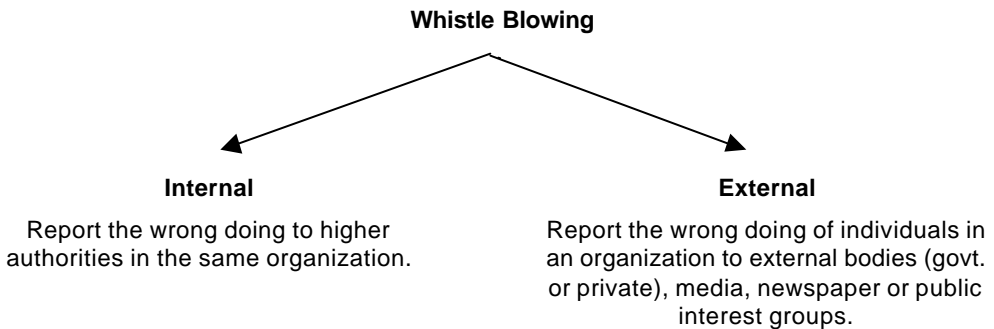 Whistle Blowing
Internal
Report the wrong doing to higher
authorities in the same organization.
External
Report the wrong doing of individuals in
an organization to external bodies (govt.
or private), media, newspaper or public
interest groups.